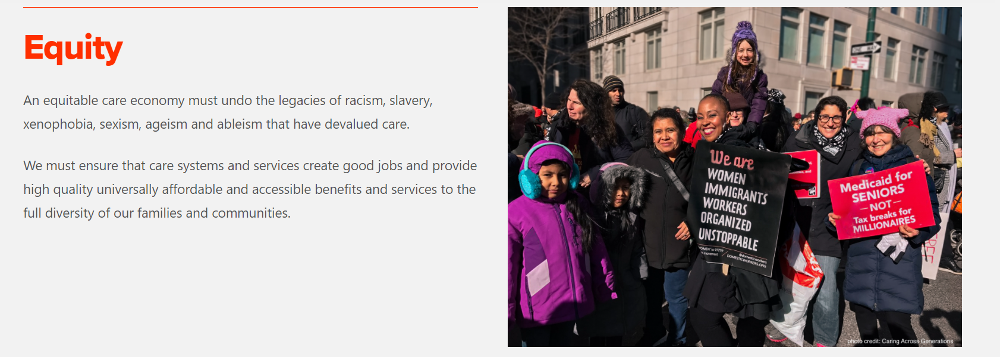 Equity
An equitable care economy must undo the legacies of racism, slavery,
xenophobia, sexism, ageism and ableism that have devalued care.
We must ensure that care systems and services create good jobs and provide
high quality universally affordable and accessible benefits and services to the
full diversity of our families and communities.
We are
WOMEN
IMMIGRANTS
WORKERS
ORGANIZED
UNSTOPPABLE
to 97779
movement
@domesticworkers
DOMESTICWORKERS.ORG
Medicaid for
SENIORS
—NOT—
Tax breaks for
MILLIONAIRES
photo credit: Caring Across Generations